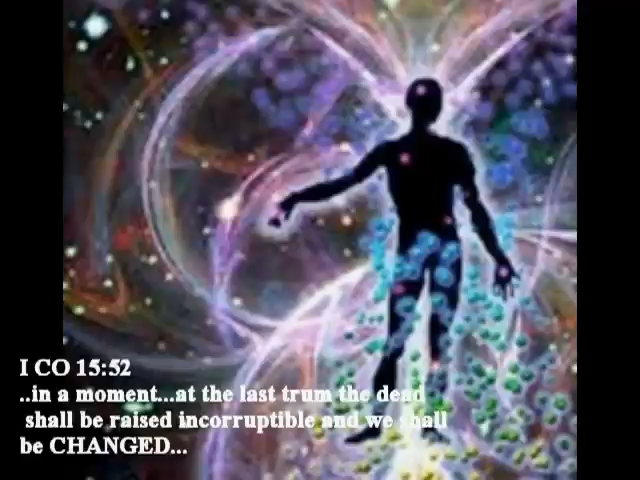 I CO 15:52
..in a moment...at the last trum the dead
shall be raised incorruptible and we shall
be CHANGED...